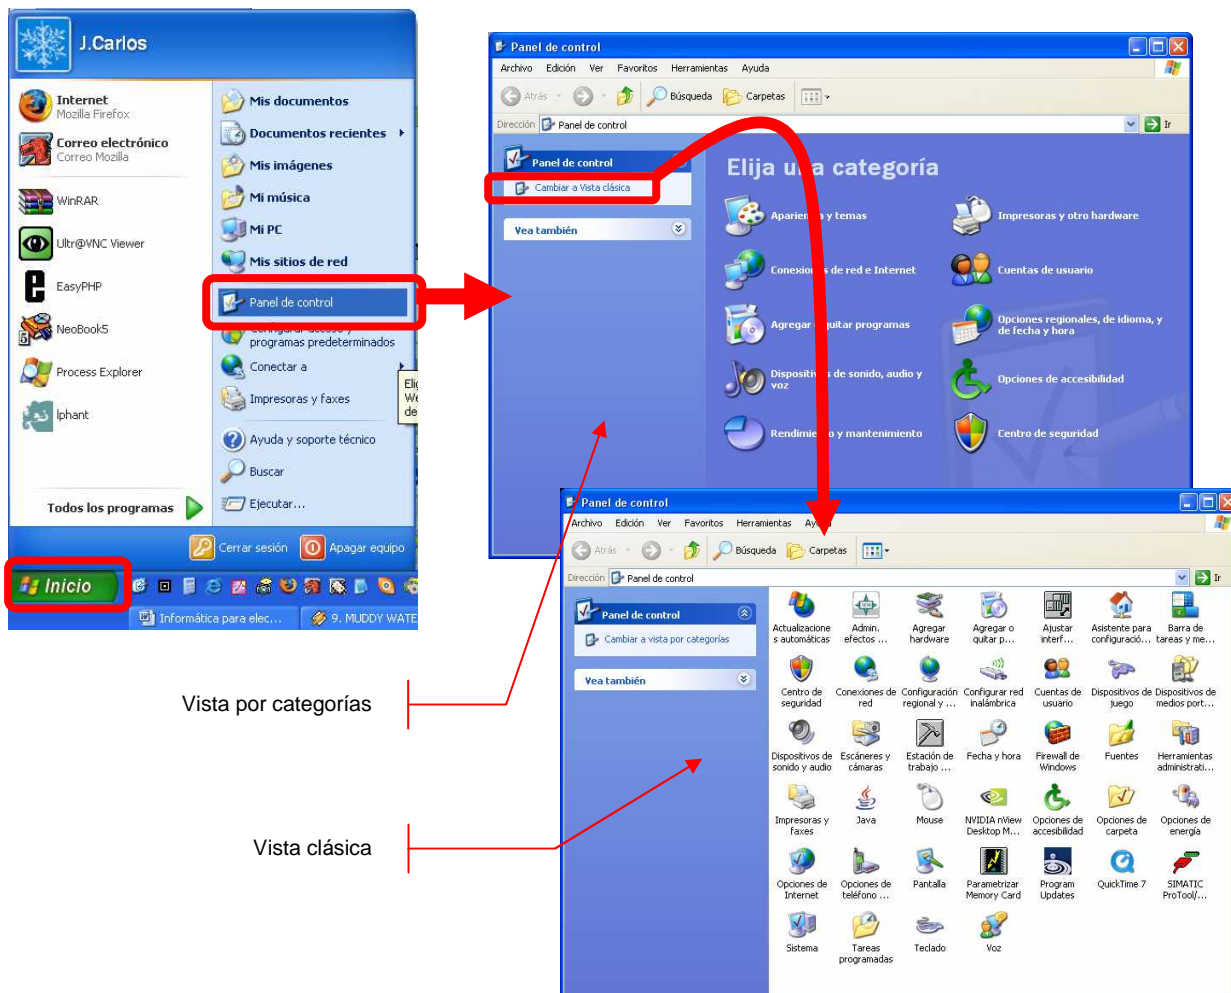 J.Carlos
Internet
Mozilla Firefox
Correo electrónico
Correo Mozilla
WinRAR
Ultr@VNC Viewer
EasyPHP
NeoBook5
Process Explorer
lphant
Todos los programas
Mis documentos
Documentos recientes
Mis imágenes
Mi música
Mi PC
Mis sitios de red
Panel de control
Configurar acceso y
programas predeterminados
Conectar a
Impresoras y faxes
Ayuda y soporte técnico
Buscar
Ejecutar...
Cerrar sesión
Apagar equipo
Inicio
Informática para elec...
9. MUDDY WATE
Panel de control
Archivo Edición Ver Favoritos Herramientas Ayuda
Atrás Búsqueda Carpetas
Dirección Panel de control Ir
Panel de control
Cambiar a Vista clásica
Vea también
Elija una categoría
Apariencia y temas
Impresoras y otro hardware
Conexiones de red e Internet
Cuentas de usuario
Agregar o quitar programas
Opciones regionales, de idioma, y
de fecha y hora
Dispositivos de sonido, audio y
voz
Opciones de accesibilidad
Rendimiento y mantenimiento
Centro de seguridad
Panel de control
Archivo Edición Ver Favoritos Herramientas Ayuda
Atrás Búsqueda Carpetas
Dirección Panel de control Ir
Panel de control
Cambiar a vista por categorías
Vea también
Actualizacione
s automáticas
Admin.
efectos ...
Agregar
hardware
Agregar o
quitar p...
Ajustar
interf...
Asistente para
configuració...
Barra de
tareas y me...
Centro de
seguridad
Conexiones de
red
Configuración
regional y ...
Configurar red
inalámbrica
Cuentas de
usuario
Dispositivos de
juego
Dispositivos de
medios port...
Dispositivos de
sonido y audio
Escáneres y
cámaras
Estación de
trabajo ...
Fecha y hora
Firewall de
Windows
Fuentes
Herramientas
administrati...
Impresoras y
faxes
Java
Mouse
NVIDIA nView
Desktop M...
Opciones de
accesibilidad
Opciones de
carpeta
Opciones de
energía
Opciones de
Internet
Opciones de
teléfono ...
Pantalla
Parametrizar
Memory Card
Program
Updates
QuickTime 7
SIMATIC
ProTool/...
Sistema
Tareas
programadas
Teclado
Voz
Vista por categorías
Vista clásica